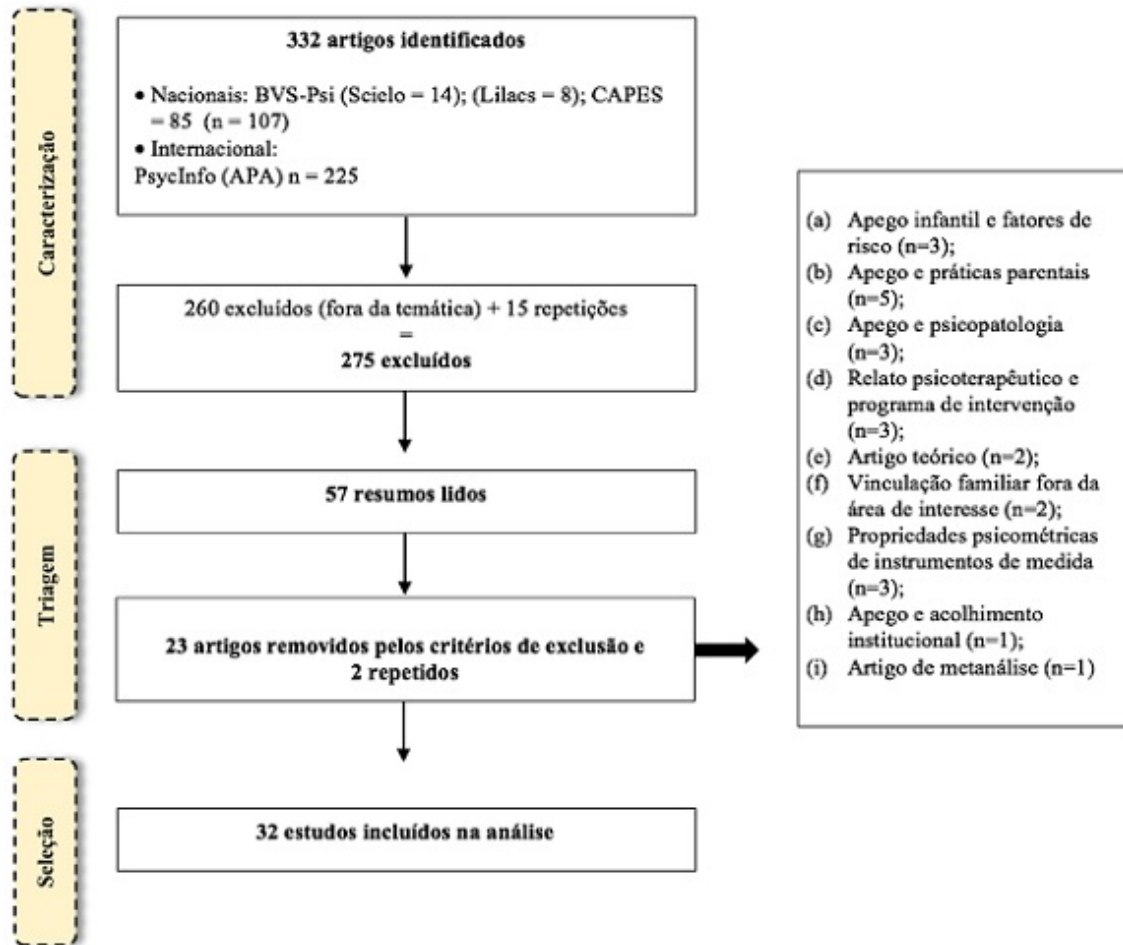 Caracterização
332 artigos identificados
● Nacionais: BVS-Psi (Scielo = 14); (Lilacs = 8); CAPES
= 85 (n = 107)
● Internacional:
PsycInfo (APA) n = 225
260 excluídos (fora da temática) + 15 repetições
=
275 excluídos
Triagem
57 resumos lidos
23 artigos removidos pelos critérios de exclusão e
2 repetidos
(a) Apego infantil e fatores de
risco (n=3);
(b) Apego e práticas parentais
(n=5);
(c) Apego e psicopatologia
(n=3);
(d) Relato psicoterapêutico e
programa de intervenção
(n=3);
(e) Artigo teórico (n=2);
(f) Vinculação familiar fora da
área de interesse (n=2);
(g) Propriedades psicométricas
de instrumentos de medida
(n=3);
(h) Apego e acolhimento
institucional (n=1);
(i) Artigo de metanálise (n=1)
Seleção
32 estudos incluídos na análise